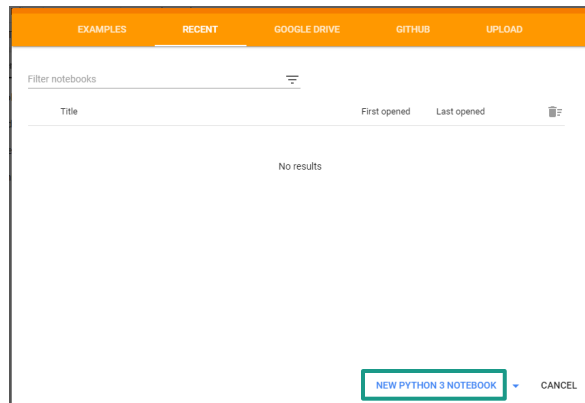 EXAMPLES RECENT GOOGLE DRIVE GITHUB UPLOAD
Filter notebooks
Title First opened Last opened
No results
NEW PYTHON 3 NOTEBOOK CANCEL